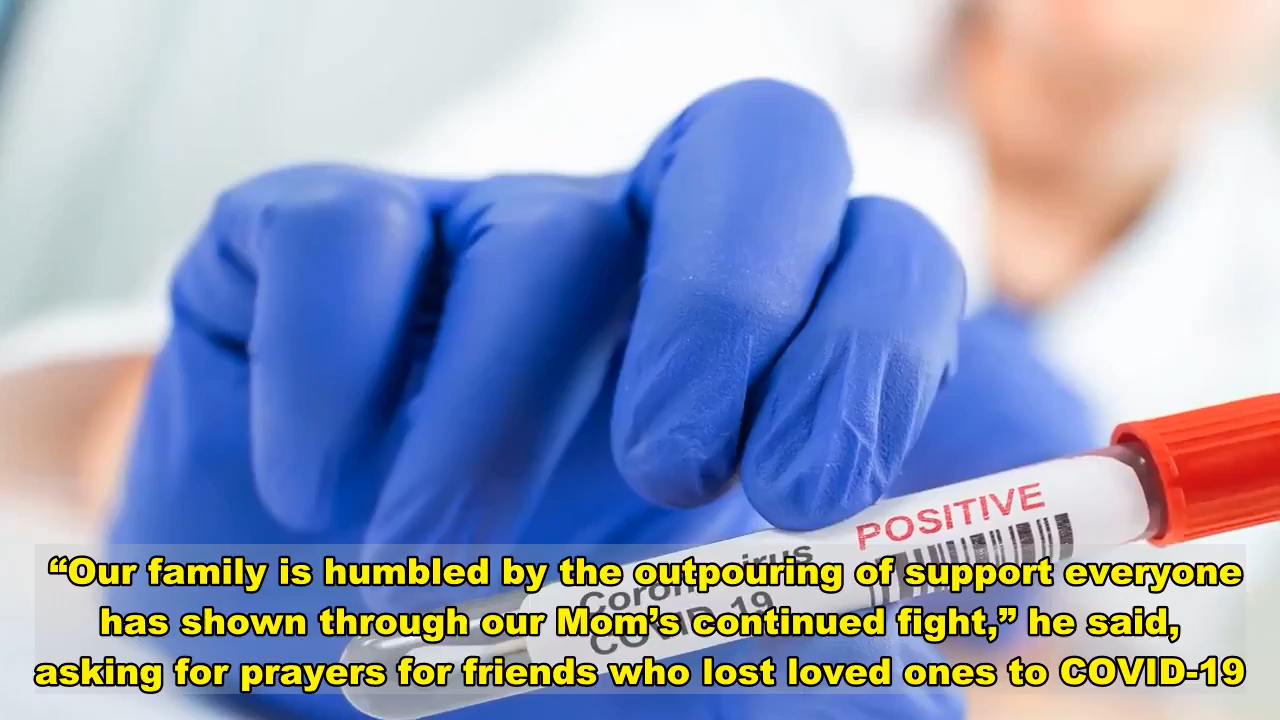 POSITIVE
Coronavirus
COVID-19
“Our family is humbled by the outpouring of support everyone
has shown through our Mom’s continued fight,” he said,
asking for prayers for friends who lost loved ones to COVID-19